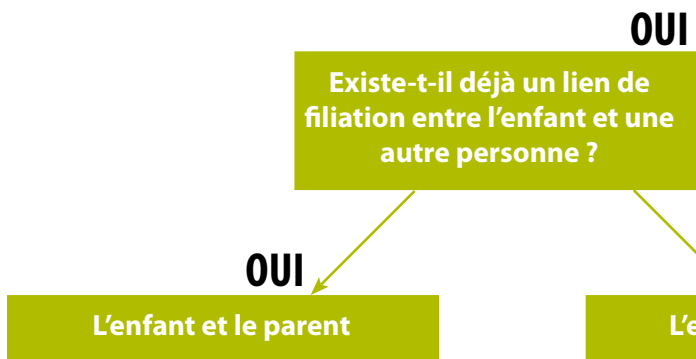 OUI
Existe-t-il déjà un lien de
filiation entre l'enfant et une
autre personne ?
OUI
L'enfant et le parent